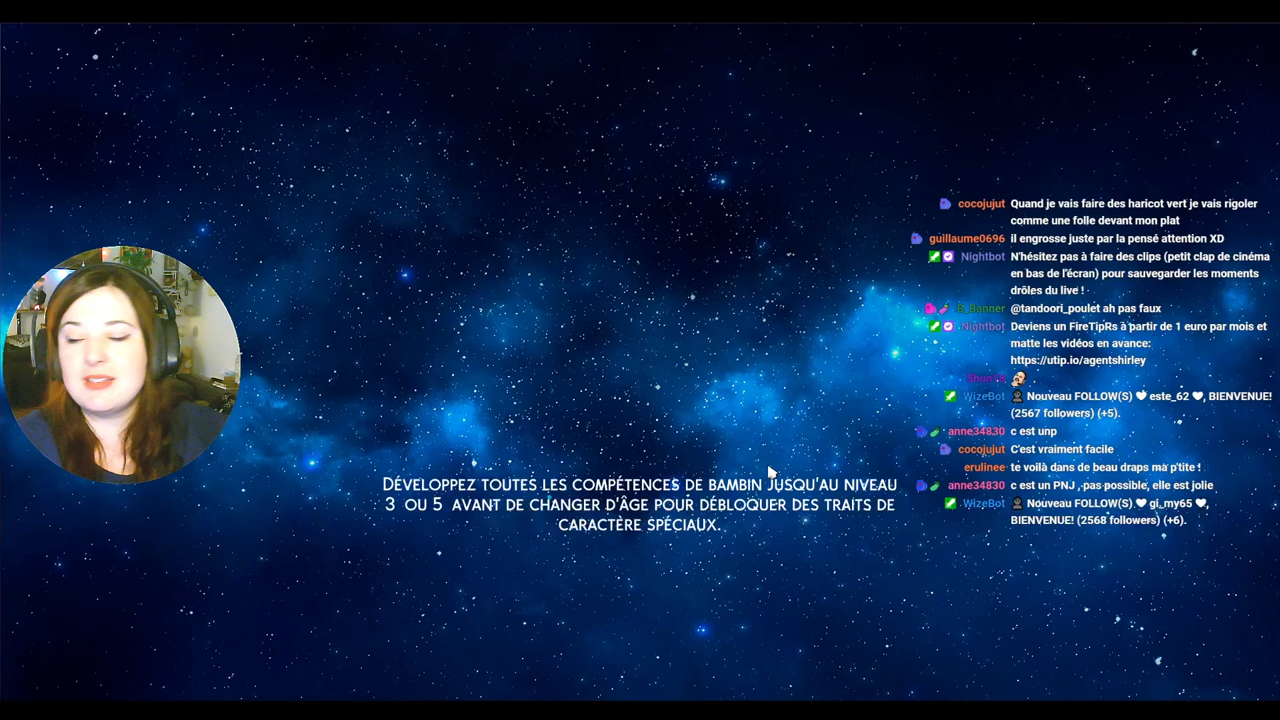 DÉVELOPPEZ TOUTES LES COMPÉTENCES DE BAMBIN JUSQU'AU NIVEAU
3 OU 5 AVANT DE CHANGER D'ÂGE POUR DÉBLOQUER DES TRAITS DE
CARACTÈRE SPÉCIAUX.
cocojujut Quand je vais faire des haricot vert je vais rigoler
comme une folle devant mon plat
guillaume0696 il engrosse juste par la pensé attention XD
Nightbot N'hésitez pas à faire des clips (petit clap de cinéma
en bas de l'écran) pour sauvegarder les moments
drôles du live !
b_Banner @tandoori_poulet ah pas faux
Nightbot Deviens un FireTipRs à partir de 1 euro par mois et
matte les vidéos en avance:
https://utip.io/agentshirley
WizeBot Nouveau FOLLOW(S) este_62, BIENVENUE!
(2567 followers) (+5).
anne34830 c est unp
cocojujut C'est vraiment facile
erulinee te voilà dans de beau draps ma p'tite !
anne34830 c est un PNJ , pas possible, elle est jolie
WizeBot Nouveau FOLLOW(S) gi_my65,
BIENVENUE! (2568 followers) (+6).